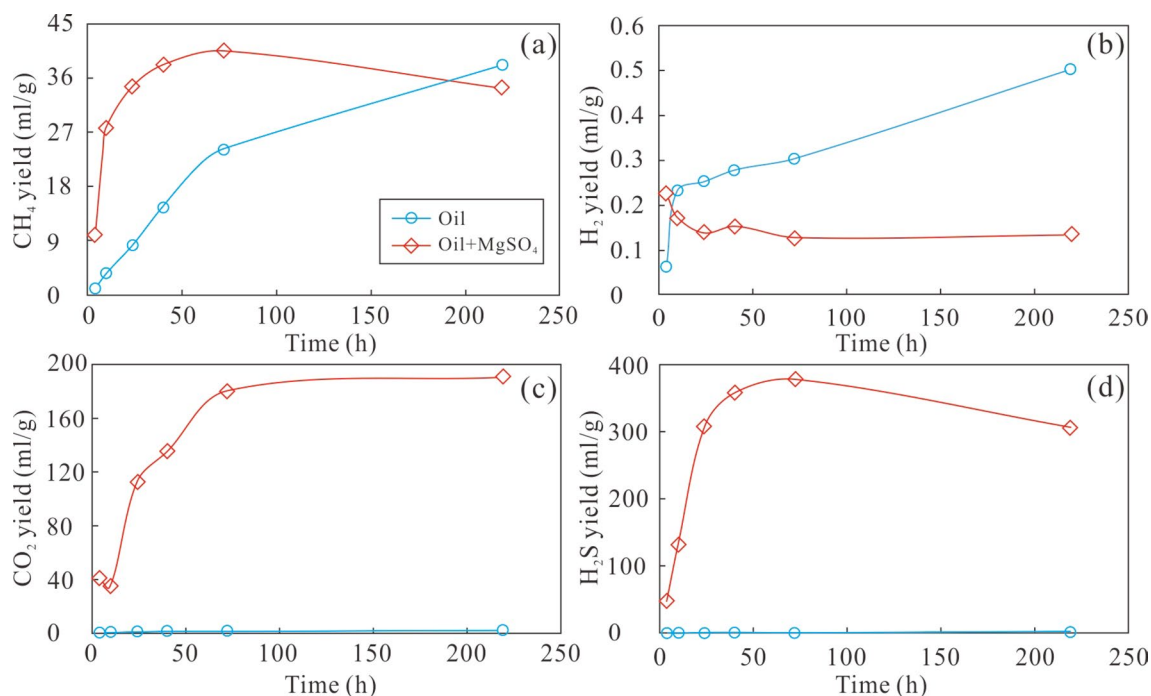 (a)
CH₄ yield (ml/g)
45
36
27
18
9
0
0 50 100 150 200 250
Time (h)
Oil
Oil+MgSO₄
(b)
H₂ yield (ml/g)
0.6
0.5
0.4
0.3
0.2
0.1
0
0 50 100 150 200 250
Time (h)
(c)
CO₂ yield (ml/g)
200
160
120
80
40
0
0 50 100 150 200 250
Time (h)
(d)
H₂S yield (ml/g)
400
300
200
100
0
0 50 100 150 200 250
Time (h)